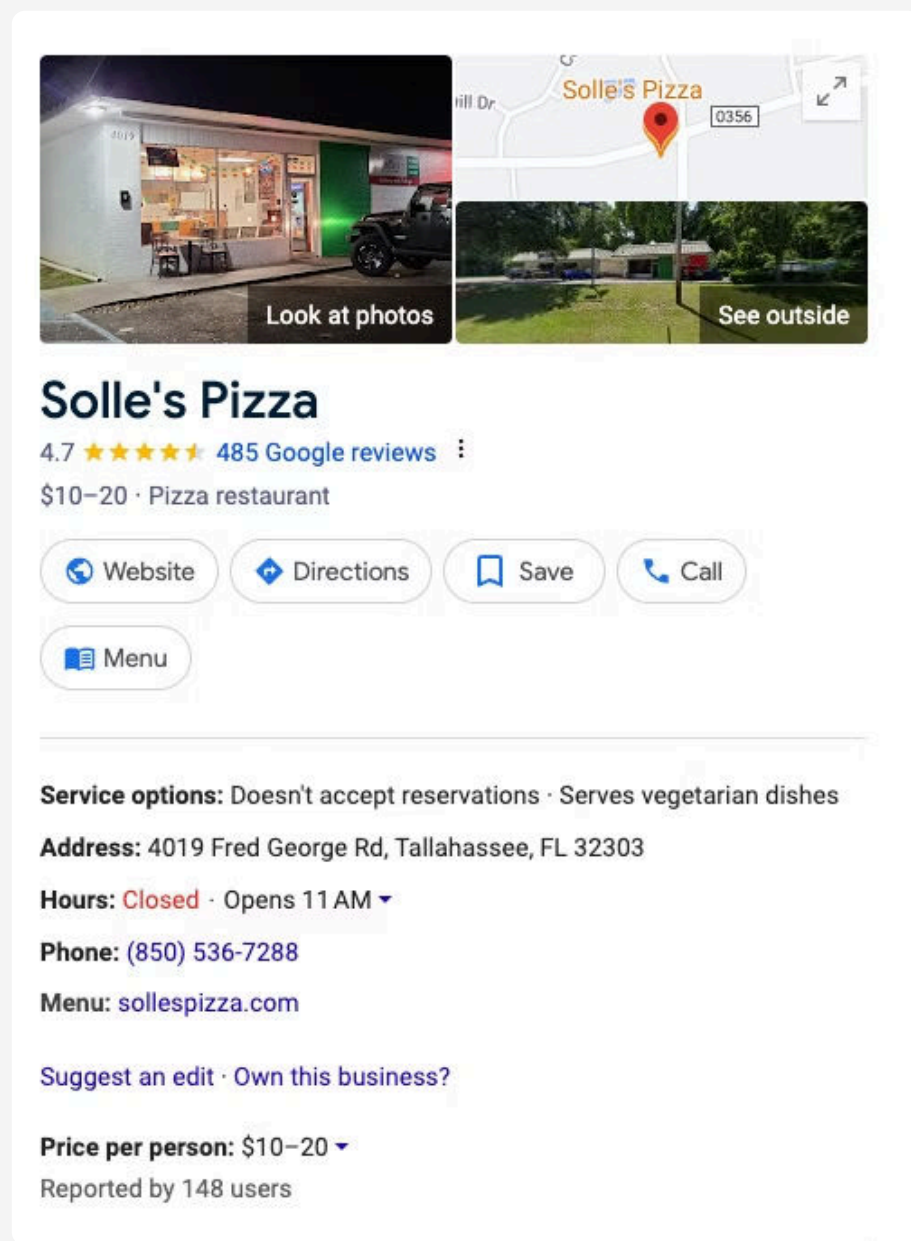 4019
Look at photos
ill Dr
Solle's Pizza
0356
See outside
Solle's Pizza
4.7 485 Google reviews
$10–20 · Pizza restaurant
Website Directions Save Call
Menu
Service options: Doesn't accept reservations · Serves vegetarian dishes
Address: 4019 Fred George Rd, Tallahassee, FL 32303
Hours: Closed · Opens 11 AM
Phone: (850) 536-7288
Menu: sollespizza.com
Suggest an edit · Own this business?
Price per person: $10–20
Reported by 148 users